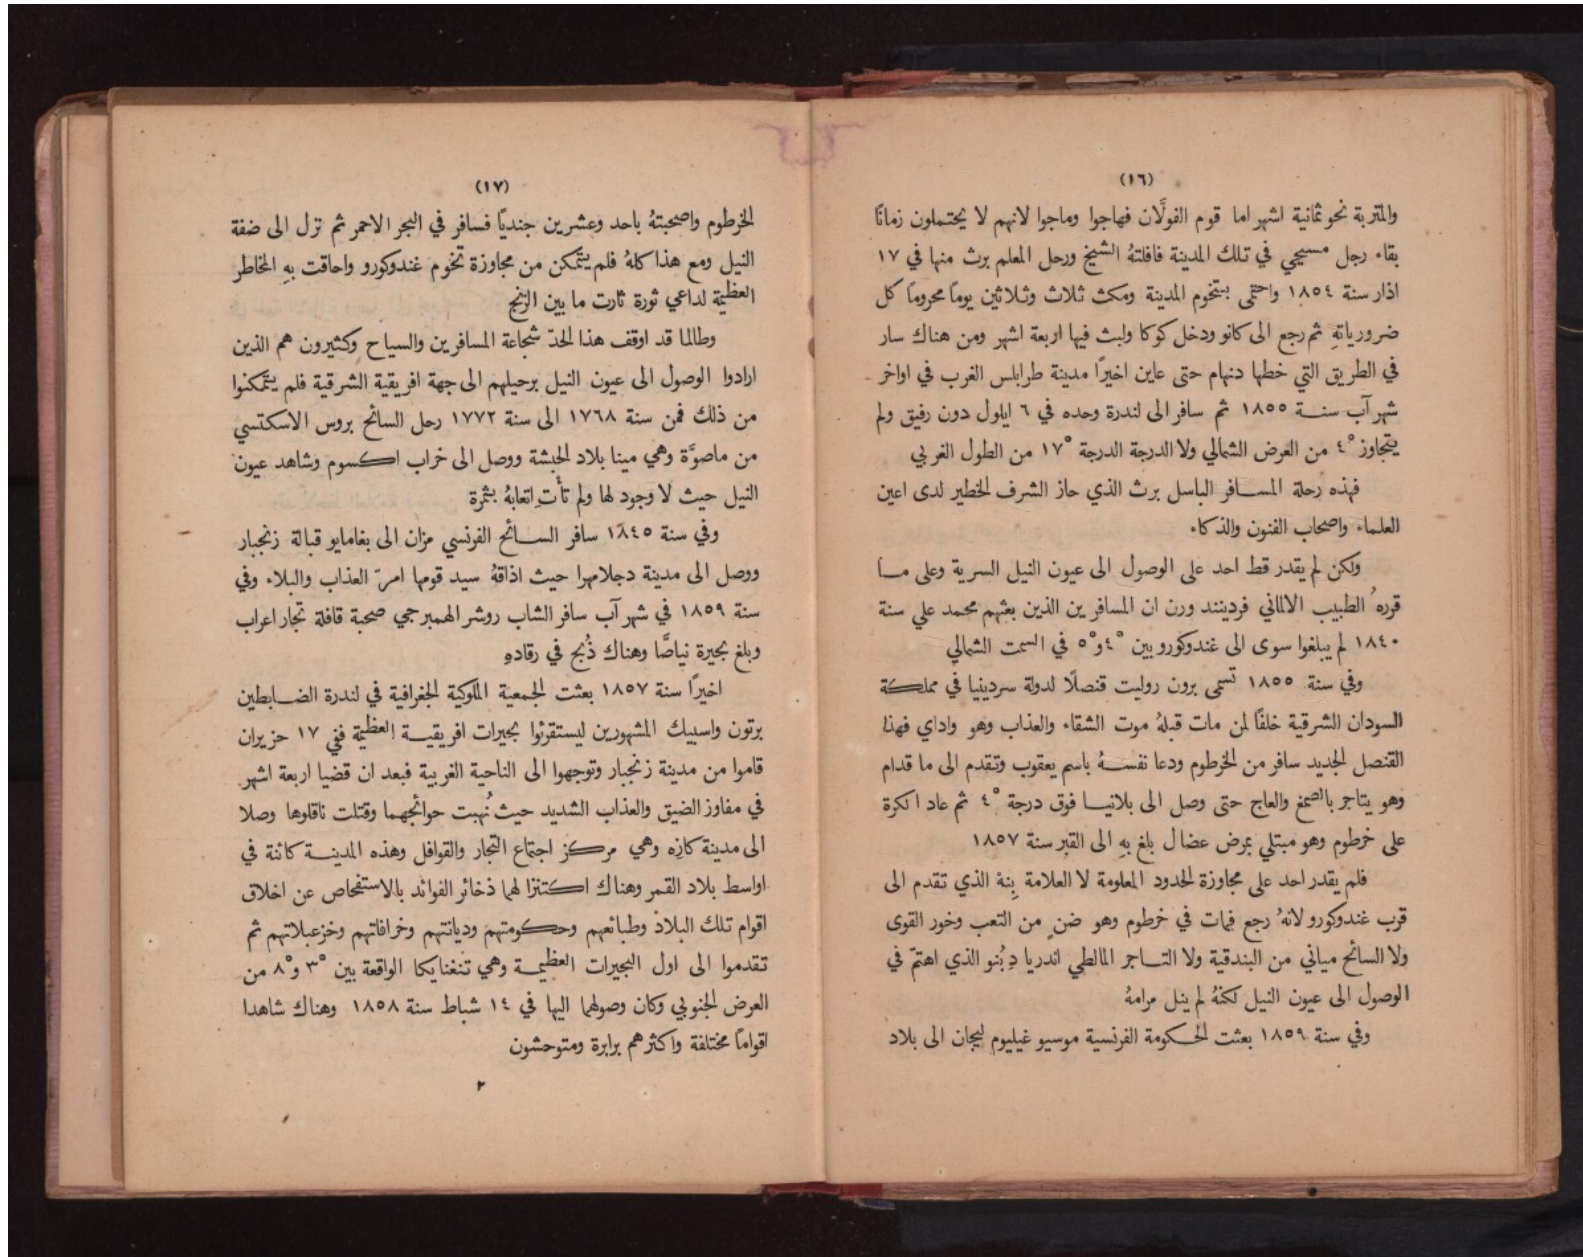 (١٦)
والمتربة نحو ثمانية اشهر اما قوم الفولَّان فهاجوا وماجوا لانهم لا يحتملون زمانًا
بقاء رجل مسيحي في تلك المدينة فافلتهُ الشيخ ورحل المعلم برث منها في ١٧
اذار سنة ١٨٥٤ واحتمى بتخوم المدينة ومكث ثلاث وثلاثين يومًا محرومًا كل
ضرورياتهِ ثم رجع الى كانو ودخل كوكا ولبث فيها اربعة اشهر ومن هناك سار
في الطريق التي خطها دنهام حتى عاين اخيرًا مدينة طرابلس الغرب في اواخر
شهر آب سنة ١٨٥٥ ثم سافر الى لندرة وحده في ٦ ايلول دون رفيق ولم
يتجاوز ٤° من العرض الشمالي ولا الدرجة الدرجة ١٧° من الطول الغربي
فهذه رحلة المسافر الباسل برث الذي حاز الشرف الخطير لدى اعين
العلماء واصحاب الفنون والذكاء
ولكن لم يقدر قط احد على الوصول الى عيون النيل السرية وعلى ما
قررهُ الطبيب الالماني فردينند ورن ان المسافرين الذين بعثهم محمد علي سنة
١٨٤٠ لم يبلغوا سوى الى غندوكورو بين ٤° و٥° في السمت الشمالي
وفي سنة ١٨٥٥ تسمى برون روليت قنصلًا لدولة سردينيا في مملكة
السودان الشرقية خلفًا لمن مات قبلهُ موت الشقاء والعذاب وهو واداي فهذا
القنصل الجديد سافر من الخرطوم ودعا نفسهُ باسم يعقوب وتقدم الى ما قدام
وهو يتاجر بالصمغ والعاج حتى وصل الى بلانيا فوق درجة ٤° ثم عاد الكرة
على خرطوم وهو مبتلي بمرض عضال بلغ بهِ الى القبر سنة ١٨٥٧
فلم يقدر احد على مجاوزة الحدود المعلومة لا العلامة بِنة الذي تقدم الى
قرب غندوكورو لانهُ رجع فمات في خرطوم وهو ضنٍ من التعب وخور القوى
ولا السائح مياني من البندقية ولا التاجر المالطي اندريا دِبُنو الذي اهتمّ في
الوصول الى عيون النيل لكنهُ لم ينل مرامهُ
وفي سنة ١٨٥٩ بعثت الحكومة الفرنسية موسيو غيليوم ليجان الى بلاد
(١٧)
الخرطوم واصحبتهُ باحد وعشرين جنديًا فسافر في البحر الاحمر ثم نزل الى ضفة
النيل ومع هذا كلهُ فلم يتمكن من مجاوزة تخوم غندوكورو واحاقت بهِ المخاطر
العظيمة لداعي ثورة ثارت ما بين الزنج
وطالما قد اوقف هذا الحدّ شجاعة المسافرين والسياح وكثيرون هم الذين
ارادوا الوصول الى عيون النيل برحيلهم الى جهة افريقية الشرقية فلم يتمكنوا
من ذلك فمن سنة ١٧٦٨ الى سنة ١٧٧٢ رحل السائح بروس الاسكتسي
من ماصوَّة وهي مينا بلاد الحبشة ووصل الى خراب اكسوم وشاهد عيون
النيل حيث لا وجود لها ولم تأتِ اتعابهُ بثمرة
وفي سنة ١٨٤٥ سافر السائح الفرنسي مزان الى بغامايو قبالة زنجبار
ووصل الى مدينة دجلامهرا حيث اذاقهُ سيد قومها امرّ العذاب والبلاء وفي
سنة ١٨٥٩ في شهر آب سافر الشاب روشر الهمبرجي صحبة قافلة تجار اعراب
وبلغ بحيرة نياصَّا وهناك ذُبح في رقادهِ
اخيرًا سنة ١٨٥٧ بعثت الجمعية الملوكية الجغرافية في لندرة الضابطين
برتون واسبيك المشهورين ليستقرئوا بحيرات افريقية العظيمة ففي ١٧ حزيران
قاموا من مدينة زنجبار وتوجهوا الى الناحية الغربية فبعد ان قضيا اربعة اشهر
في مفاوز الضيق والعذاب الشديد حيث نُهبت حوائجهما وقتلت ناقلوها وصلا
الى مدينة كازِه وهي مركز اجتماع التجار والقوافل وهذه المدينة كائنة في
اواسط بلاد القمر وهناك اكتنزا لهما ذخائر الفوائد بالاستفحاص عن اخلاق
اقوام تلك البلاد وطبائعهم وحكومتهم وديانتهم وخرافاتهم وخزعبلاتهم ثم
تقدموا الى اول البحيرات العظيمة وهي تنغنايكا الواقعة بين ٣° و٨° من
العرض الجنوبي وكان وصولهما اليها في ١٤ شباط سنة ١٨٥٨ وهناك شاهدا
اقوامًا مختلفة واكثرهم برابرة ومتوحشون
٢